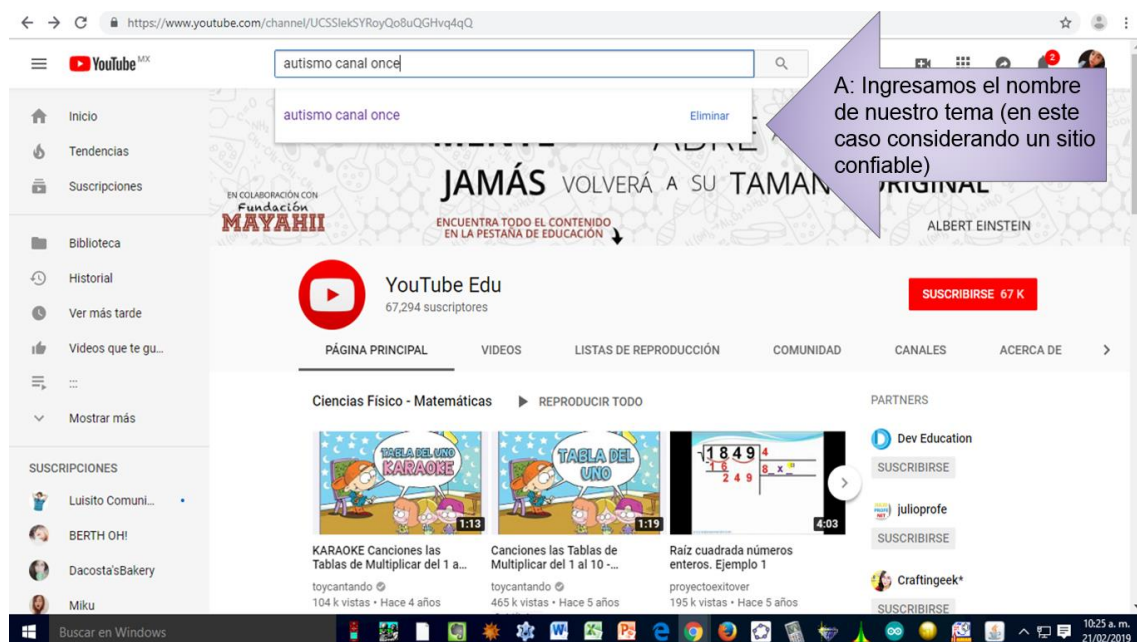 https://www.youtube.com/channel/UCSSlekSYRoyQo8uQGHvq4qQ
YouTube MX
autismo canal once
2
autismo canal once
Eliminar
A: Ingresamos el nombre
de nuestro tema (en este
caso considerando un sitio
confiable)
Inicio
Tendencias
Suscripciones
Biblioteca
Historial
Ver más tarde
Videos que te gu...
:::
Mostrar más
SUSCRIPCIONES
Luisito Comuni...
BERTH OH!
Dacosta'sBakery
Miku
JAMÁS VOLVERÁ A SU
EN COLABORACIÓN CON
Fundación
MAYAHII
ENCUENTRA TODO EL CONTENIDO
EN LA PESTAÑA DE EDUCACIÓN
ALBERT EINSTEIN
YouTube Edu
67,294 suscriptores
SUSCRIBIRSE 67 K
PÁGINA PRINCIPAL
VIDEOS
LISTAS DE REPRODUCCIÓN
COMUNIDAD
CANALES
ACERCA DE
Ciencias Físico - Matemáticas
REPRODUCIR TODO
TABLA DEL UNO
KARAOKE
1:13
KARAOKE Canciones las
Tablas de Multiplicar del 1 a...
toycantando
104 k vistas • Hace 4 años
TABLA DEL
UNO
1:19
Canciones las Tablas de
Multiplicar del 1 al 10 -...
toycantando
465 k vistas • Hace 5 años
1849 4
-16 8_x_
249
4:03
Raíz cuadrada números
enteros. Ejemplo 1
proyectoexitover
195 k vistas • Hace 5 años
PARTNERS
Dev Education
SUSCRIBIRSE
julioprofe
SUSCRIBIRSE
Craftingeek*
SUSCRIBIRSE
Buscar en Windows
10:25 a. m.
21/02/2019